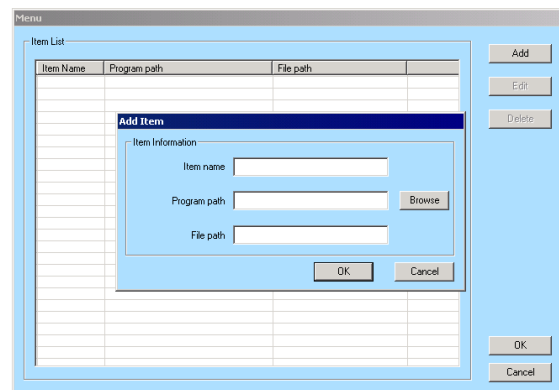 Menu
Item List
Add
Item Name Program path File path
Edit
Delete
Add Item
Item Information
Item name
Program path Browse
File path
OK Cancel
OK
Cancel